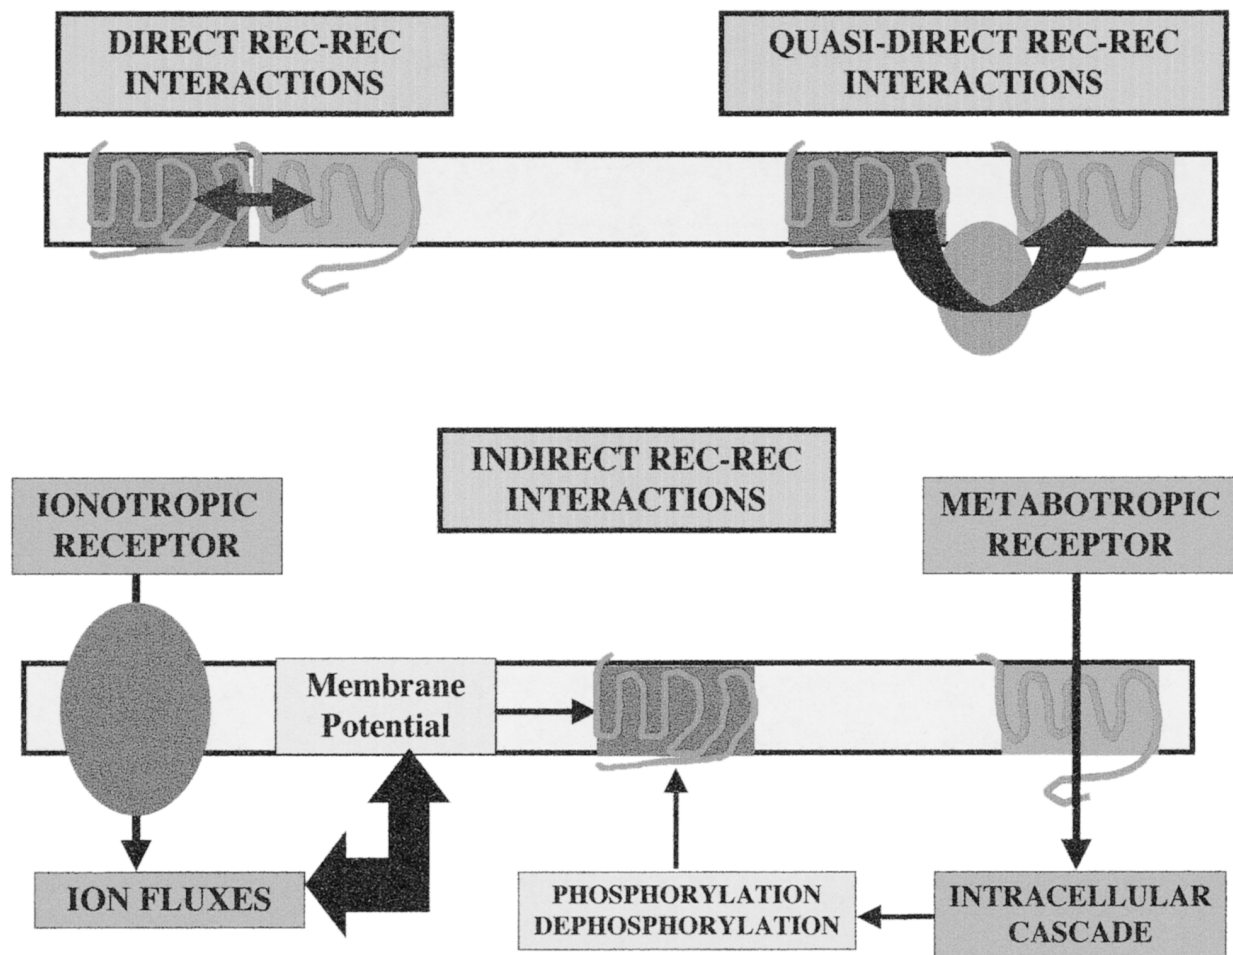 DIRECT REC-REC
INTERACTIONS
QUASI-DIRECT REC-REC
INTERACTIONS
INDIRECT REC-REC
INTERACTIONS
IONOTROPIC
RECEPTOR
METABOTROPIC
RECEPTOR
Membrane
Potential
ION FLUXES
PHOSPHORYLATION
DEPHOSPHORYLATION
INTRACELLULAR
CASCADE